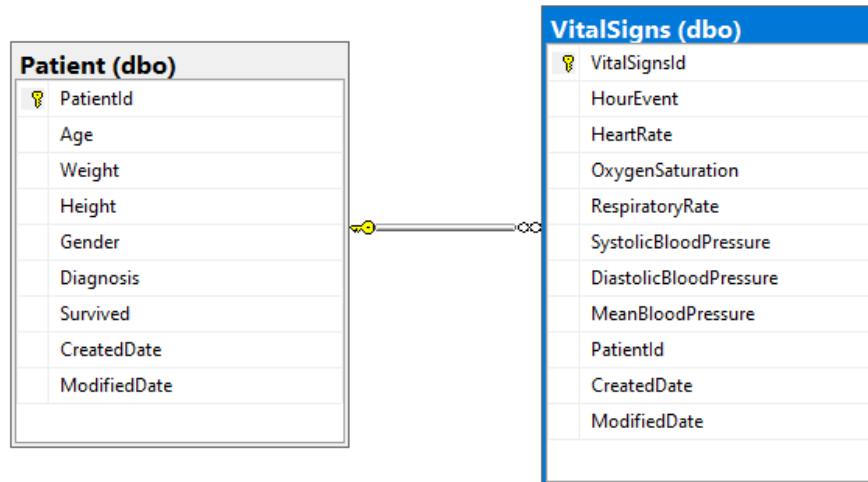 Patient (dbo)
PatientId
Age
Weight
Height
Gender
Diagnosis
Survived
CreatedDate
ModifiedDate
VitalSigns (dbo)
VitalSignsId
HourEvent
HeartRate
OxygenSaturation
RespiratoryRate
SystolicBloodPressure
DiastolicBloodPressure
MeanBloodPressure
PatientId
CreatedDate
ModifiedDate